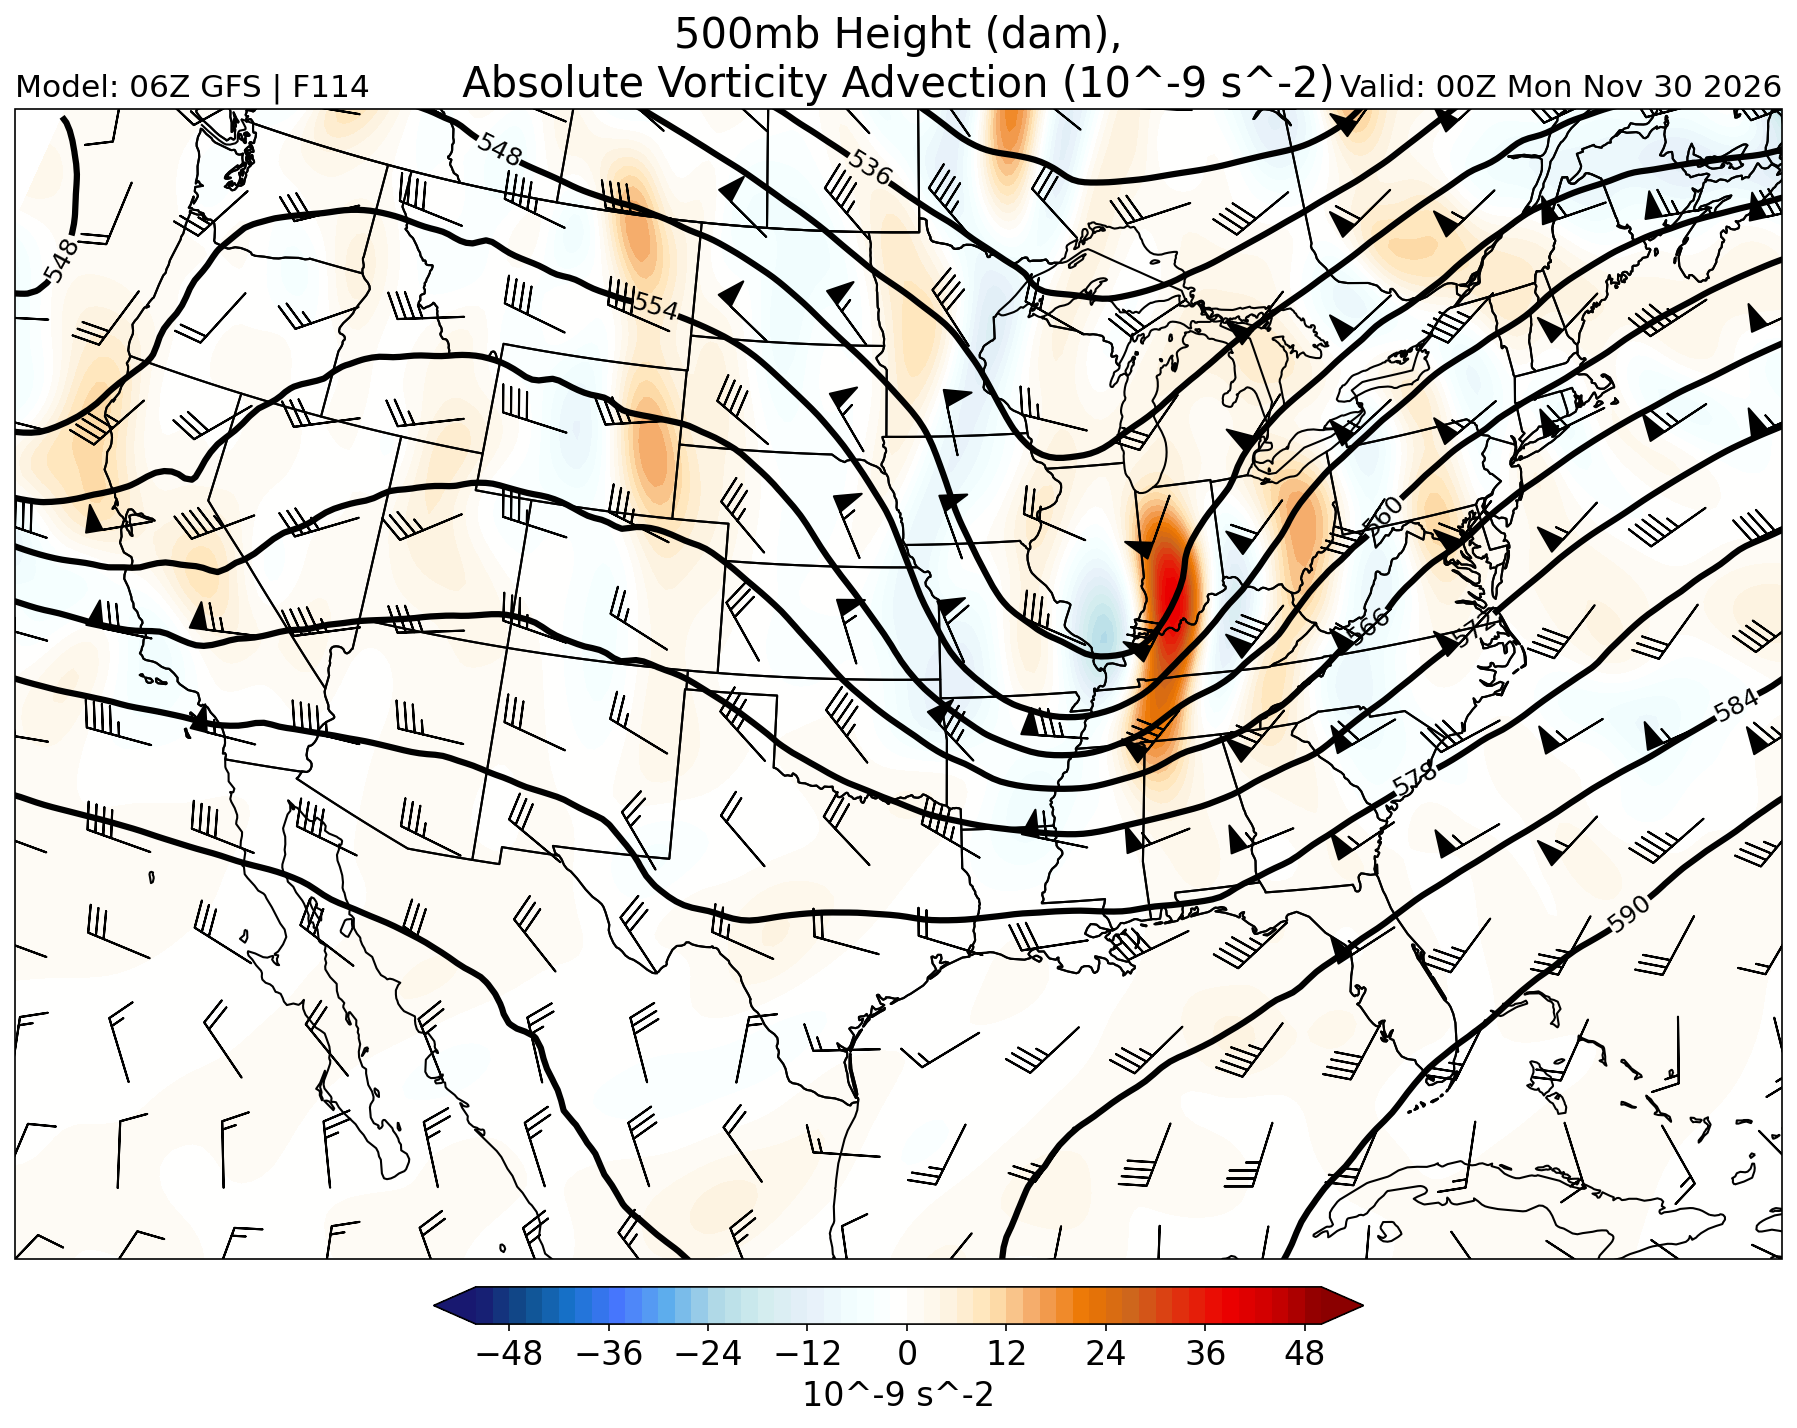 500mb Height (dam),
Absolute Vorticity Advection (10^-9 s^-2)
Model: 06Z GFS | F114
Valid: 00Z Mon Nov 30 2026
548
536
548
554
560
566
572
584
578
590
−48 −36 −24 −12 0 12 24 36 48
10^-9 s^-2